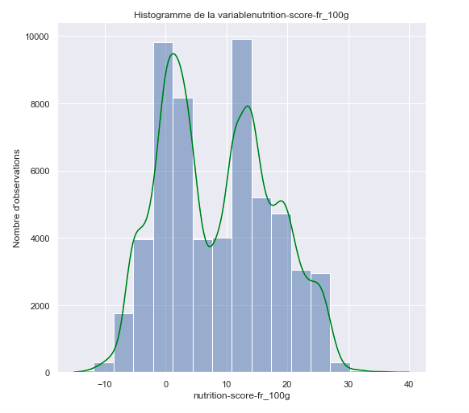 Histogramme de la variablenutrition-score-fr_100g
Nombre d'observations
10000
8000
6000
4000
2000
0
−10 0 10 20 30 40
nutrition-score-fr_100g